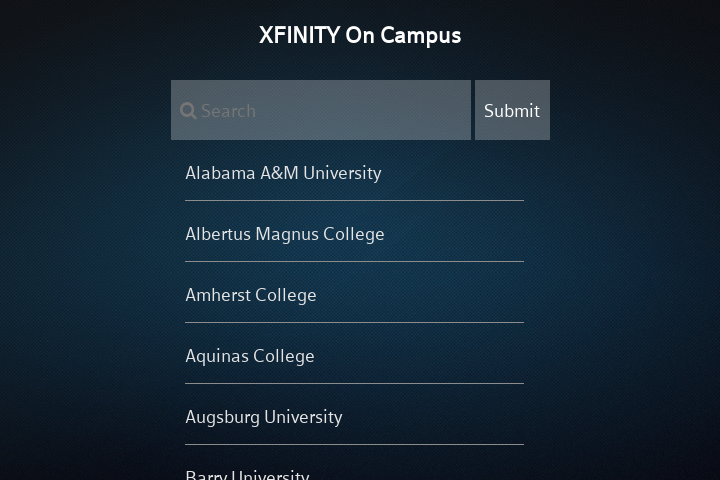 XFINITY On Campus
Search
Submit
Alabama A&M University
Albertus Magnus College
Amherst College
Aquinas College
Augsburg University
Barry University